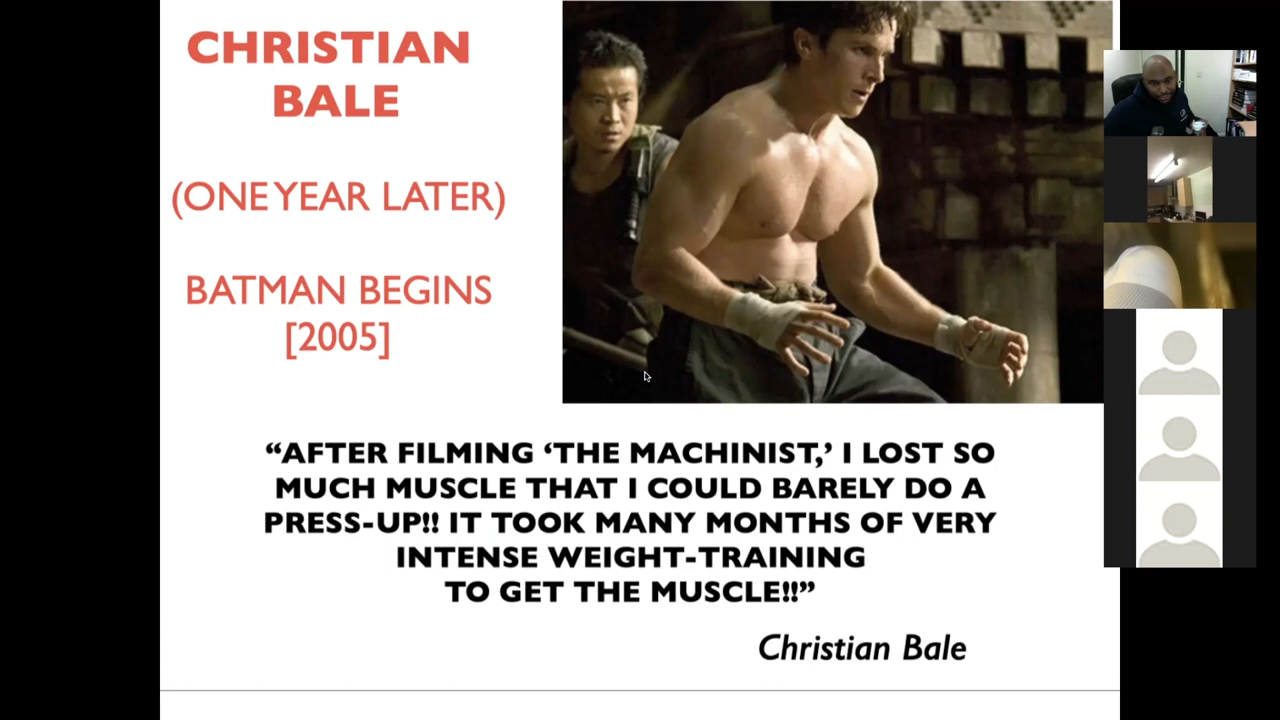 CHRISTIAN
BALE
(ONE YEAR LATER)
BATMAN BEGINS
[2005]
“AFTER FILMING ‘THE MACHINIST,’ I LOST SO
MUCH MUSCLE THAT I COULD BARELY DO A
PRESS-UP!! IT TOOK MANY MONTHS OF VERY
INTENSE WEIGHT-TRAINING
TO GET THE MUSCLE!!”
Christian Bale